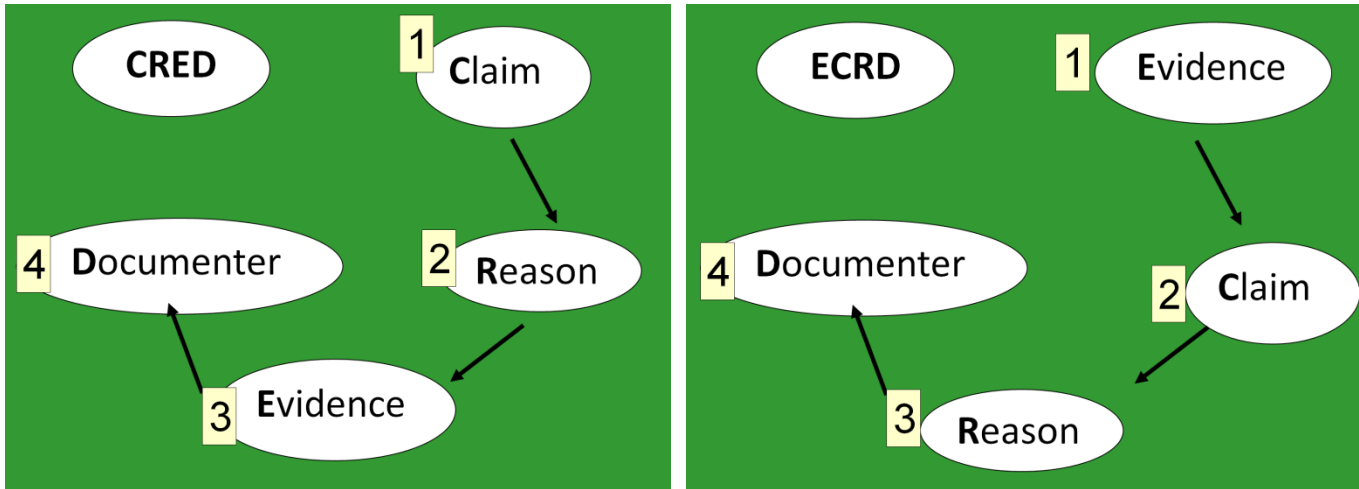 CRED
1
Claim
2
Reason
3
Evidence
4
Documenter
ECRD
1
Evidence
2
Claim
3
Reason
4
Documenter